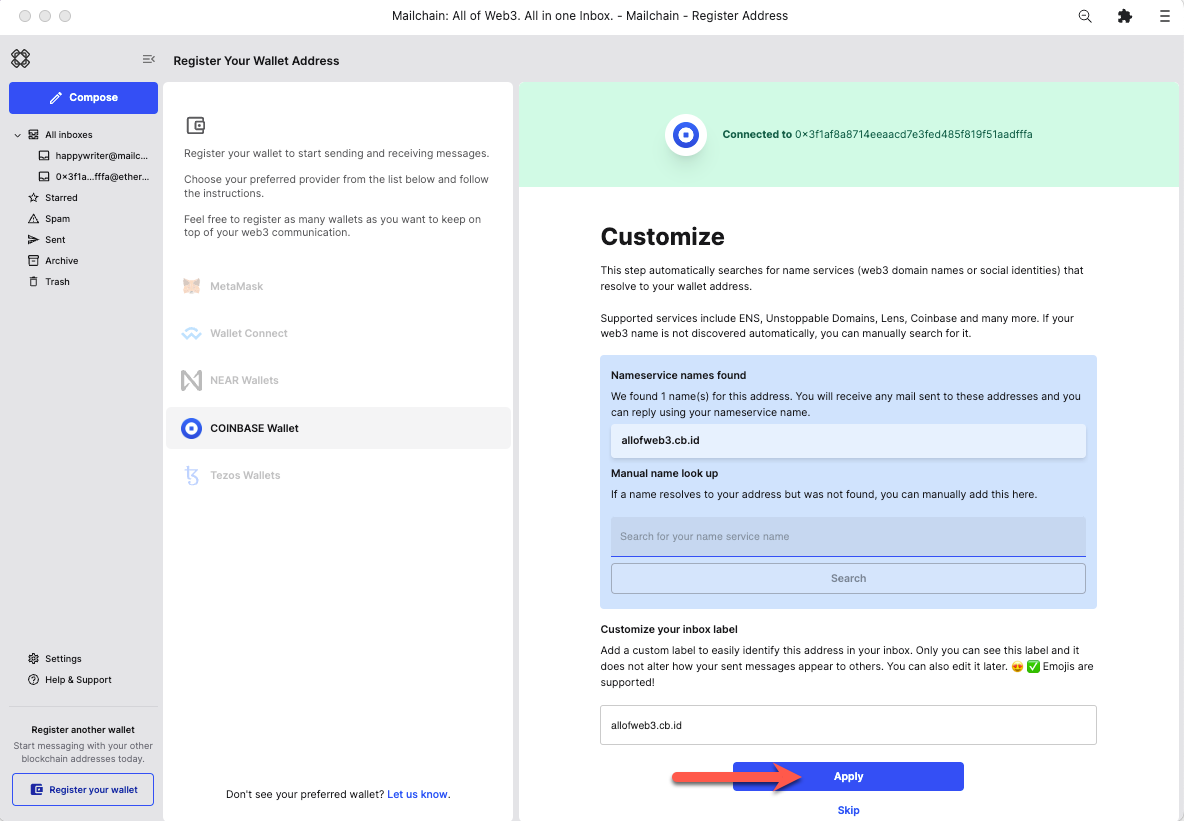 Mailchain: All of Web3. All in one Inbox. - Mailchain - Register Address
Register Your Wallet Address
Compose
All inboxes
happywriter@mailc...
0×3f1a...fffa@ether...
Starred
Spam
Sent
Archive
Trash
Settings
Help & Support
Register another wallet
Start messaging with your other
blockchain addresses today.
Register your wallet
Register your wallet to start sending and receiving messages.
Choose your preferred provider from the list below and follow
the instructions.
Feel free to register as many wallets as you want to keep on
top of your web3 communication.
MetaMask
Wallet Connect
NEAR Wallets
COINBASE Wallet
Tezos Wallets
Don't see your preferred wallet? Let us know.
Connected to 0×3f1af8a8714eeaacd7e3fed485f819f51aadfffa
Customize
This step automatically searches for name services (web3 domain names or social identities) that
resolve to your wallet address.
Supported services include ENS, Unstoppable Domains, Lens, Coinbase and many more. If your
web3 name is not discovered automatically, you can manually search for it.
Nameservice names found
We found 1 name(s) for this address. You will receive any mail sent to these addresses and you
can reply using your nameservice name.
allofweb3.cb.id
Manual name look up
If a name resolves to your address but was not found, you can manually add this here.
Search for your name service name
Search
Customize your inbox label
Add a custom label to easily identify this address in your inbox. Only you can see this label and it
does not alter how your sent messages appear to others. You can also edit it later. 😍 ✅ Emojis are
supported!
allofweb3.cb.id
Apply
Skip